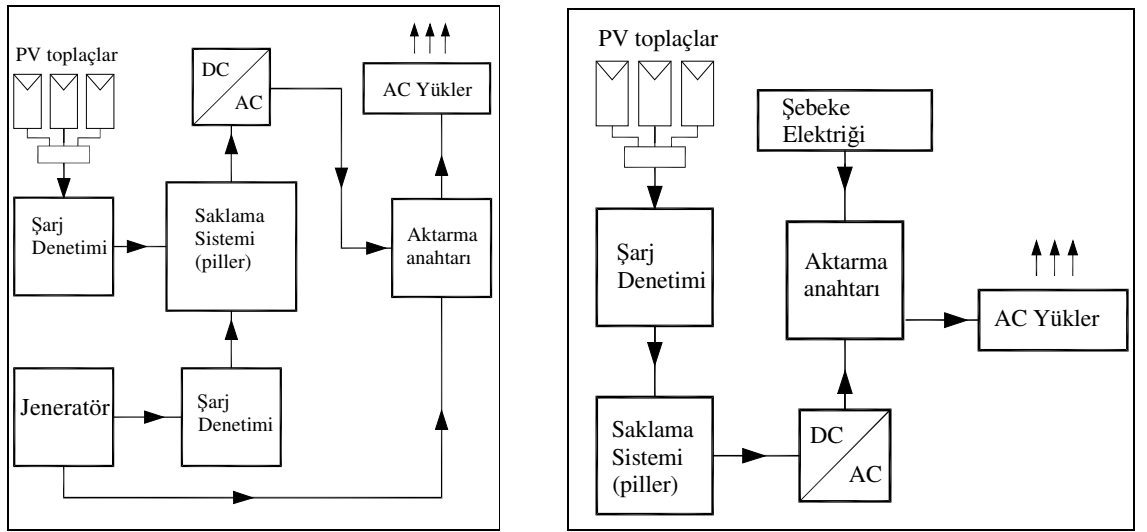 PV toplaçlar
DC
AC
AC Yükler
Şarj
Denetimi
Saklama
Sistemi
(piller)
Aktarma
anahtarı
Jeneratör
Şarj
Denetimi
PV toplaçlar
Şebeke
Elektriği
Şarj
Denetimi
Aktarma
anahtarı
AC Yükler
Saklama
Sistemi
(piller)
DC
AC